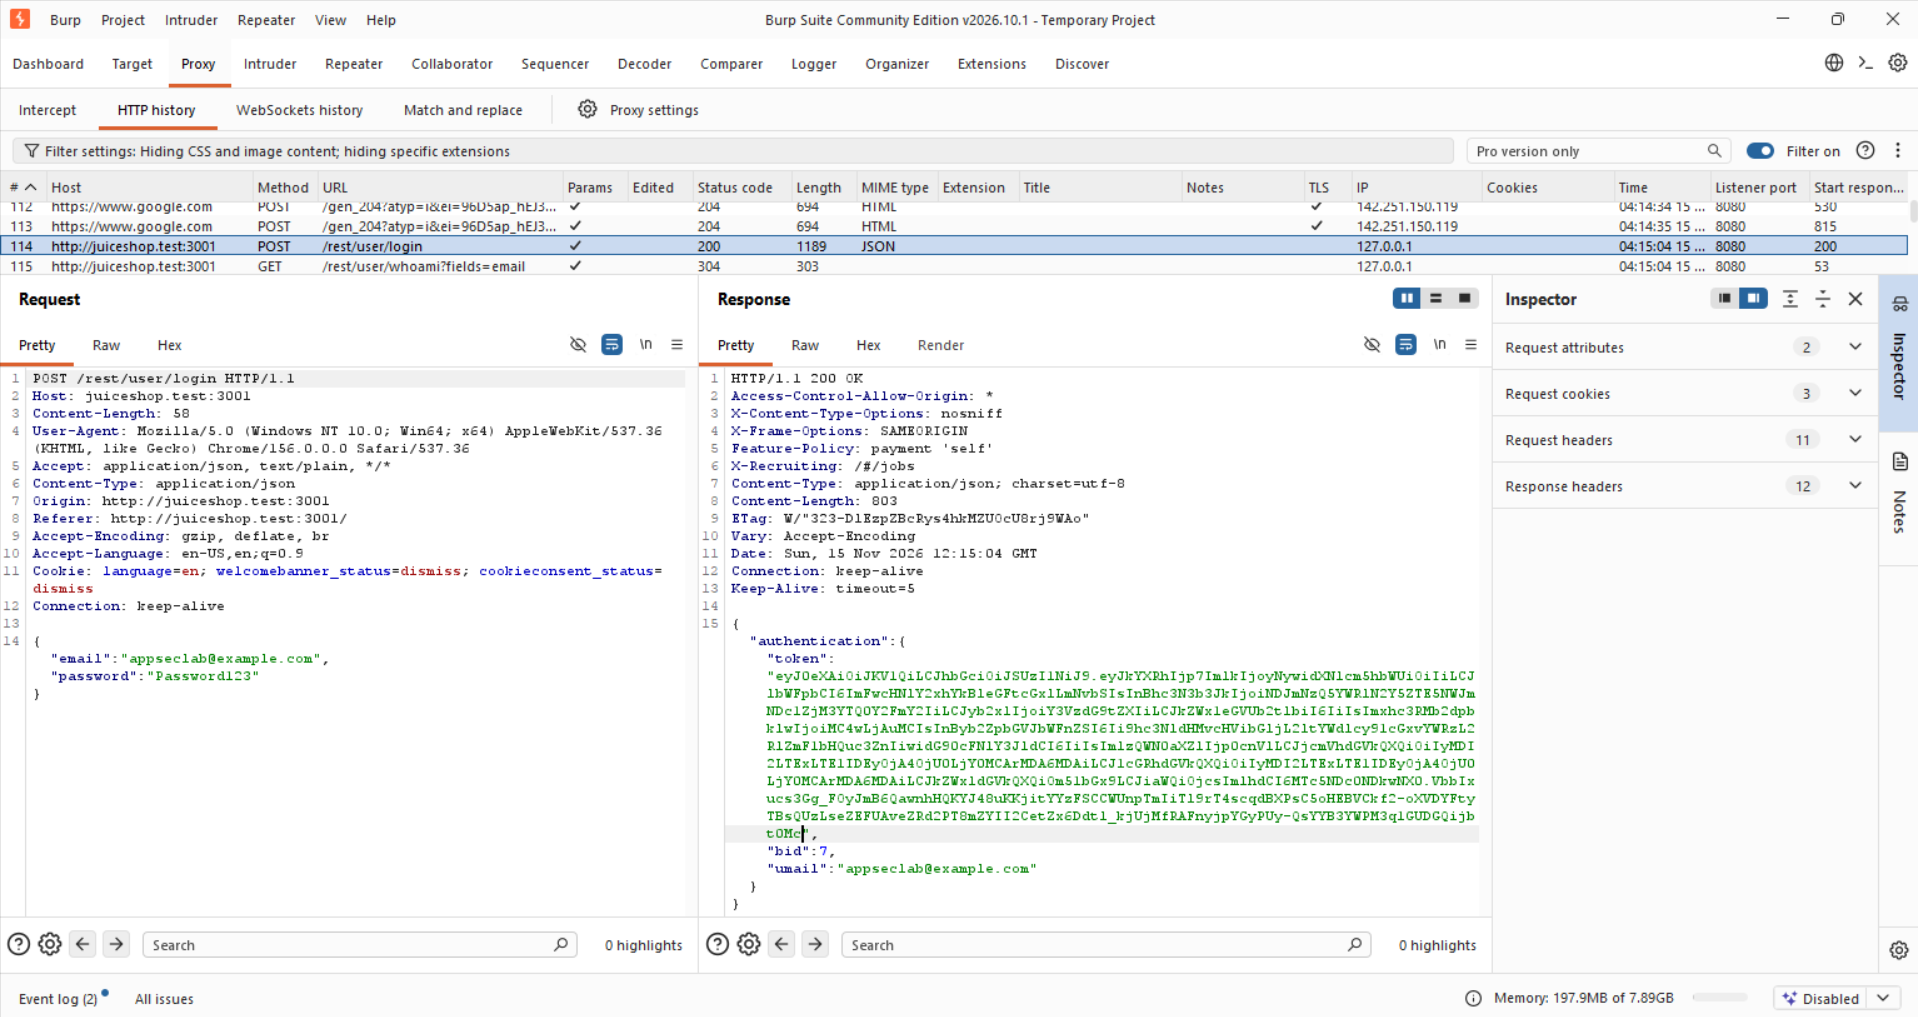 Burp Project Intruder Repeater View Help
Burp Suite Community Edition v2026.10.1 - Temporary Project
Dashboard Target Proxy Intruder Repeater Collaborator Sequencer Decoder Comparer Logger Organizer Extensions Discover
Intercept HTTP history WebSockets history Match and replace Proxy settings
Filter settings: Hiding CSS and image content; hiding specific extensions
Pro version only
Filter on
# Host Method URL Params Edited Status code Length MIME type Extension Title Notes TLS IP Cookies Time Listener port Start respon...
112 https://www.google.com POST /gen_204?atyp=i&ei=96D5ap_hEJ3... ✓ 204 694 HTML ✓ 142.251.150.119 04:14:34 15 ... 8080 530
113 https://www.google.com POST /gen_204?atyp=i&ei=96D5ap_hEJ3... ✓ 204 694 HTML ✓ 142.251.150.119 04:14:35 15 ... 8080 815
114 http://juiceshop.test:3001 POST /rest/user/login ✓ 200 1189 JSON 127.0.0.1 04:15:04 15 ... 8080 200
115 http://juiceshop.test:3001 GET /rest/user/whoami?fields=email ✓ 304 303 127.0.0.1 04:15:04 15 ... 8080 53
Request
Pretty Raw Hex
\n
1 POST /rest/user/login HTTP/1.1
2 Host: juiceshop.test:3001
3 Content-Length: 58
4 User-Agent: Mozilla/5.0 (Windows NT 10.0; Win64; x64) AppleWebKit/537.36
(KHTML, like Gecko) Chrome/156.0.0.0 Safari/537.36
5 Accept: application/json, text/plain, */*
6 Content-Type: application/json
7 Origin: http://juiceshop.test:3001
8 Referer: http://juiceshop.test:3001/
9 Accept-Encoding: gzip, deflate, br
10 Accept-Language: en-US,en;q=0.9
11 Cookie: language=en; welcomebanner_status=dismiss; cookieconsent_status=
dismiss
12 Connection: keep-alive
13
14 {
"email":"appseclab@example.com",
"password":"Password123"
}
Search
0 highlights
Response
Pretty Raw Hex Render
\n
1 HTTP/1.1 200 OK
2 Access-Control-Allow-Origin: *
3 X-Content-Type-Options: nosniff
4 X-Frame-Options: SAMEORIGIN
5 Feature-Policy: payment 'self'
6 X-Recruiting: /#/jobs
7 Content-Type: application/json; charset=utf-8
8 Content-Length: 803
9 ETag: W/"323-D1EzpZBcRys4hkMZU0cU8rj9WAo"
10 Vary: Accept-Encoding
11 Date: Sun, 15 Nov 2026 12:15:04 GMT
12 Connection: keep-alive
13 Keep-Alive: timeout=5
14
15 {
"authentication":{
"token":
"bid":7,
"umail":"appseclab@example.com"
}
}
Search
0 highlights
Inspector
Request attributes 2
Request cookies 3
Request headers 11
Response headers 12
Inspector
Notes
Event log (2) All issues
Memory: 197.9MB of 7.89GB
Disabled